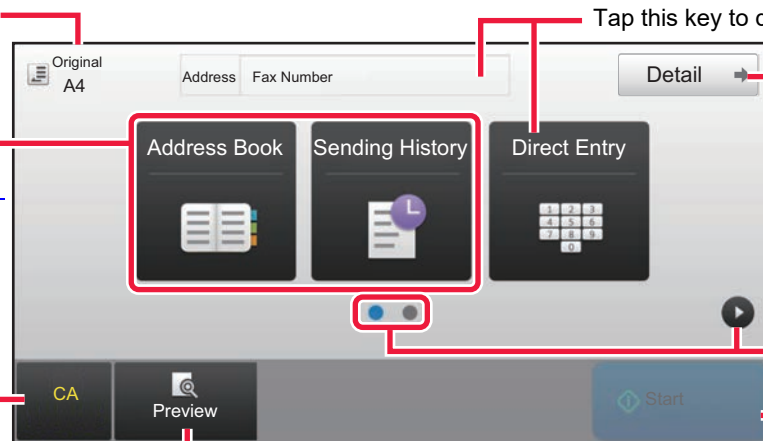 Tap this key to
Original
A4
Address Fax Number
Detail
Address Book Sending History Direct Entry
1 2 3
4 5 6
7 8 9
0
CA
Preview
Start